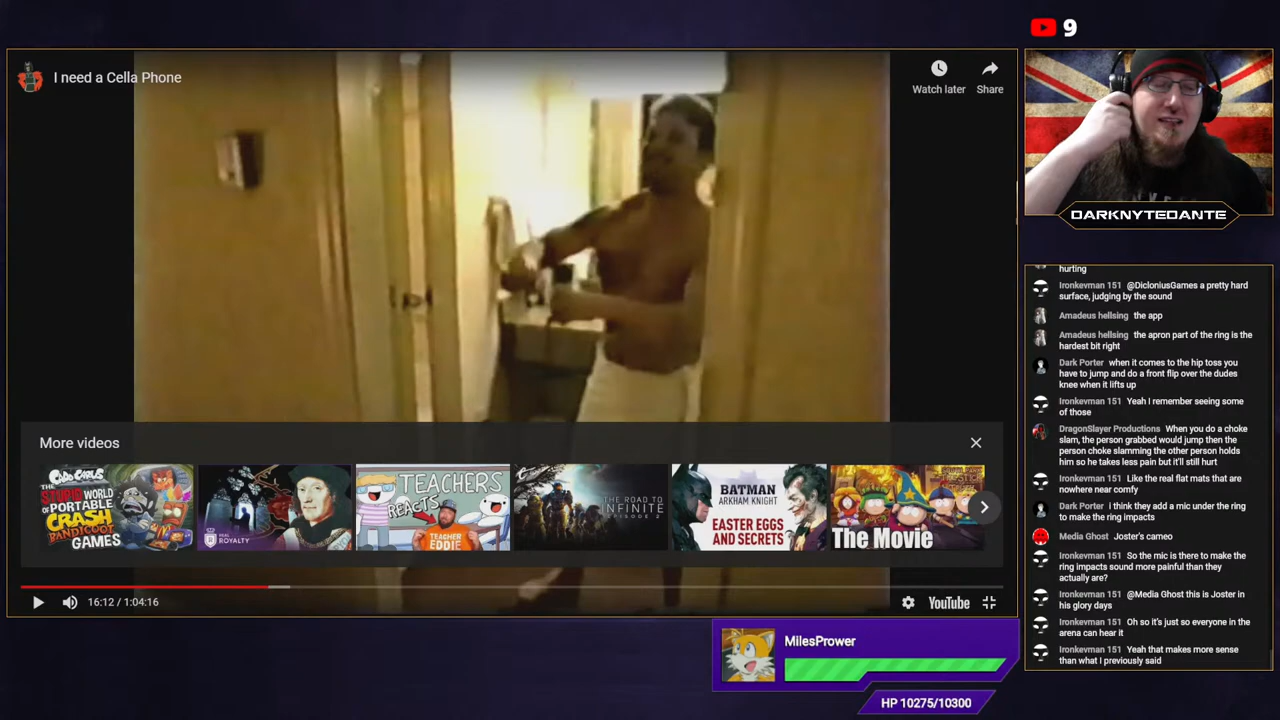 9
I need a Cella Phone
Watch later
Share
DARKNYTEDANTE
hurting
Ironkevman 151 @DicloniusGames a pretty hard
surface, judging by the sound
Amadeus hellsing the app
Amadeus hellsing the apron part of the ring is the
hardest bit right
Dark Porter when it comes to the hip toss you
have to jump and do a front flip over the dudes
knee when it lifts up
Ironkevman 151 Yeah I remember seeing some
of those
DragonSlayer Productions When you do a choke
slam, the person grabbed would jump then the
person choke slamming the other person holds
him so he takes less pain but it'll still hurt
Ironkevman 151 Like the real flat mats that are
nowhere near comfy
Dark Porter i think they add a mic under the ring
to make the ring impacts
Media Ghost Joster's cameo
Ironkevman 151 So the mic is there to make the
ring impacts sound more painful than they
actually are?
Ironkevman 151 @Media Ghost this is Joster in
his glory days
Ironkevman 151 Oh so it's just so everyone in the
arena can hear it
Ironkevman 151 Yeah that makes more sense
than what I previously said
More videos
THE STUPID WORLD
OF PORTABLE
CRASH
BANDICOOT
GAMES
REAL
ROYALTY
TEACHERS
REACTS
TEACHER
EDDIE
THE ROAD TO
INFINITE
EPISODE 2
BATMAN
ARKHAM KNIGHT
EASTER EGGS
AND SECRETS
The Movie
16:12 / 1:04:16
YouTube
MilesPrower
HP 10275/10300